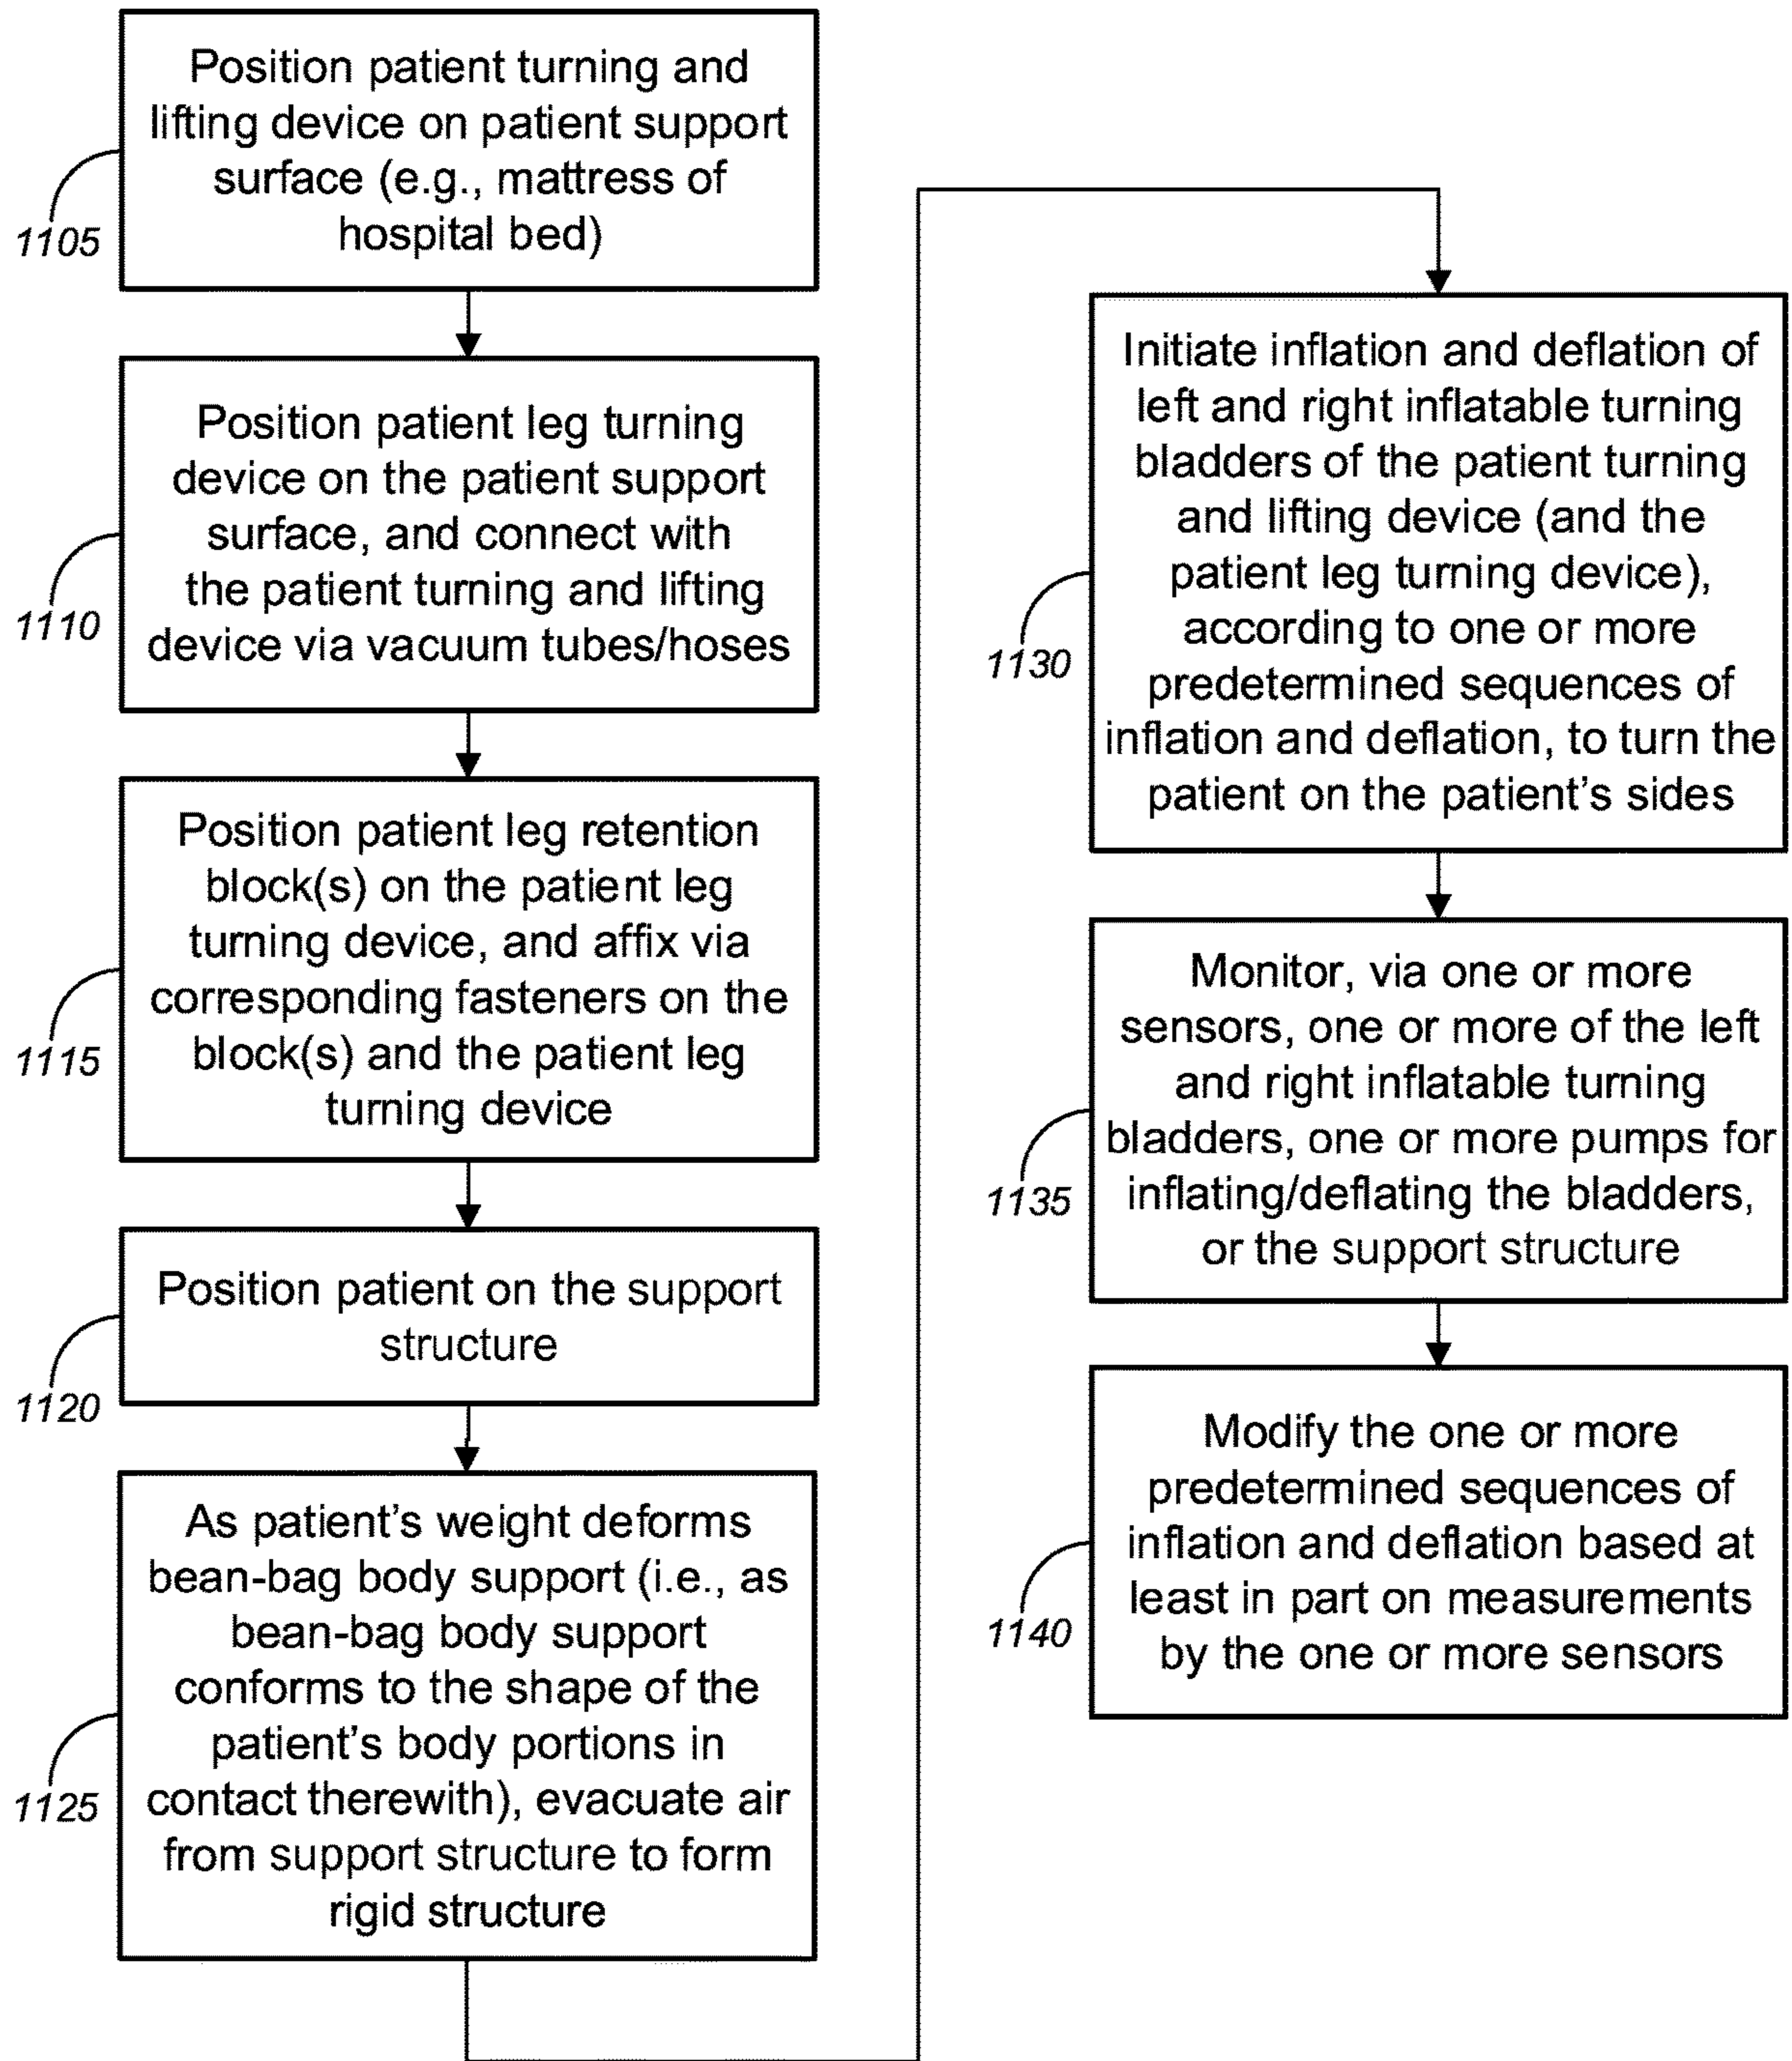 Position patient turning and
lifting device on patient support
surface (e.g., mattress of
hospital bed)
1105
Position patient leg turning
device on the patient support
surface, and connect with
the patient turning and lifting
device via vacuum tubes/hoses
1110
Position patient leg retention
block(s) on the patient leg
turning device, and affix via
corresponding fasteners on the
block(s) and the patient leg
turning device
1115
Position patient on the support
structure
1120
As patient's weight deforms
bean-bag body support (i.e., as
bean-bag body support
conforms to the shape of the
patient's body portions in
contact therewith), evacuate air
from support structure to form
rigid structure
1125
Initiate inflation and deflation of
left and right inflatable turning
bladders of the patient turning
and lifting device (and the
patient leg turning device),
according to one or more
predetermined sequences of
inflation and deflation, to turn the
patient on the patient's sides
1130
Monitor, via one or more
sensors, one or more of the left
and right inflatable turning
bladders, one or more pumps for
inflating/deflating the bladders,
or the support structure
1135
Modify the one or more
predetermined sequences of
inflation and deflation based at
least in part on measurements
by the one or more sensors
1140